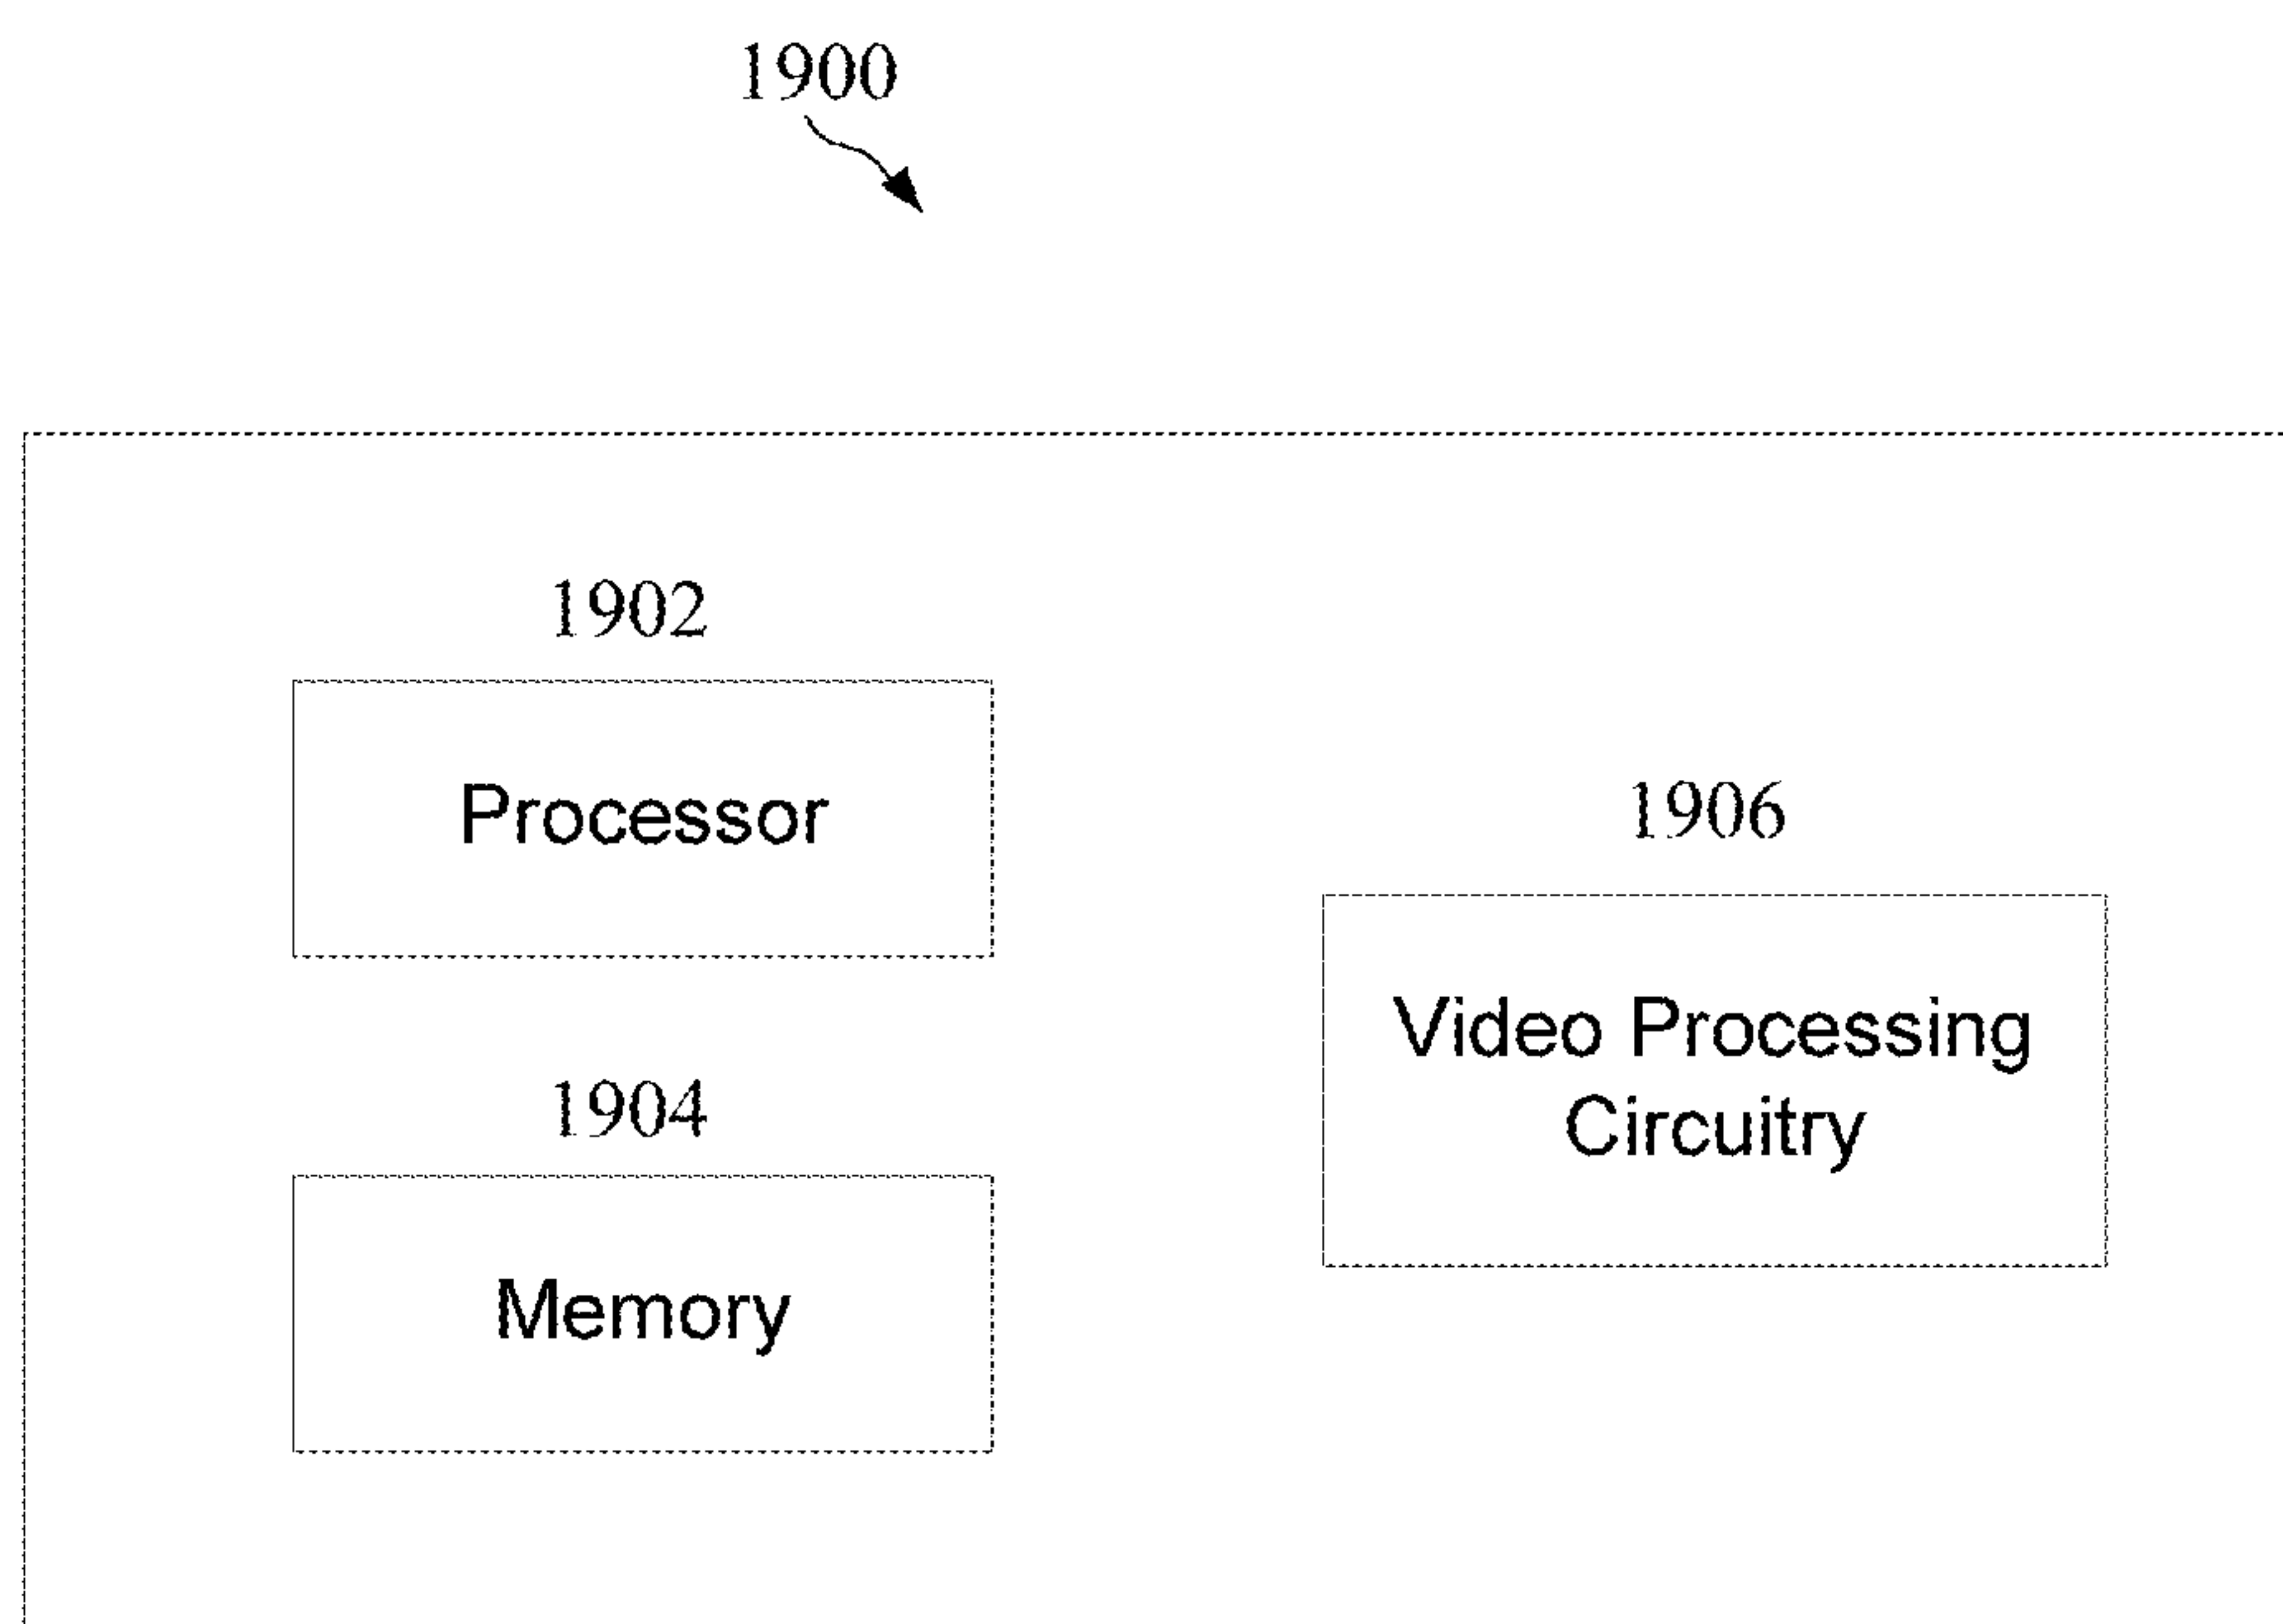 1900
1902
Processor
1904
Memory
1906
Video Processing
Circuitry